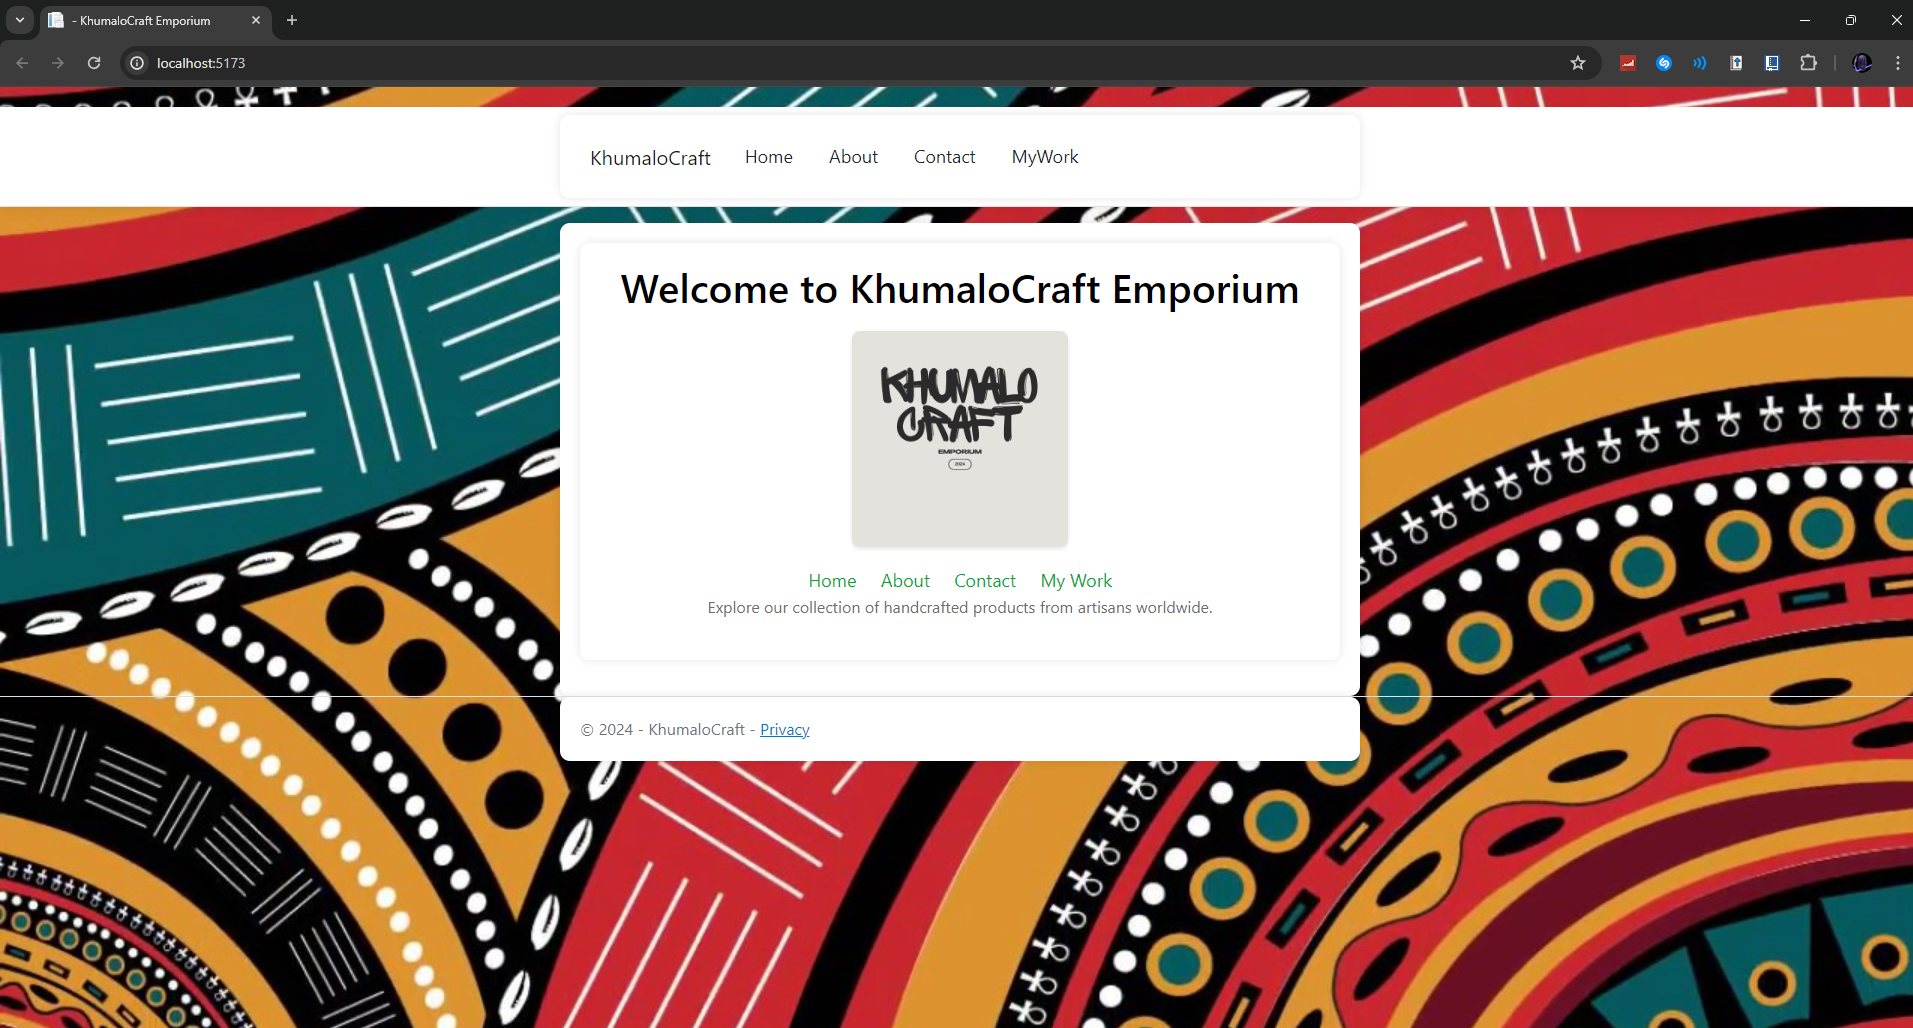 - KhumaloCraft Emporium
localhost:5173
KhumaloCraft Home About Contact MyWork
Welcome to KhumaloCraft Emporium
KHUMALO
CRAFT
EMPORIUM
2024
Home About Contact My Work
Explore our collection of handcrafted products from artisans worldwide.
© 2024 - KhumaloCraft - Privacy